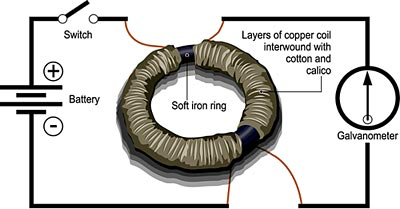 Switch
Layers of copper coil
interwound with
cotton and
calico
+
Battery
−
Soft iron ring
Galvanometer